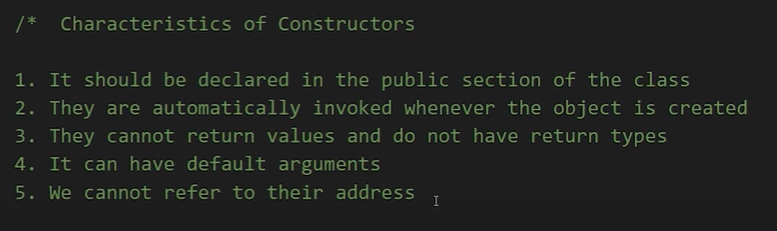 /*  Characteristics of Constructors
1. It should be declared in the public section of the class
2. They are automatically invoked whenever the object is created
3. They cannot return values and do not have return types
4. It can have default arguments
5. We cannot refer to their address